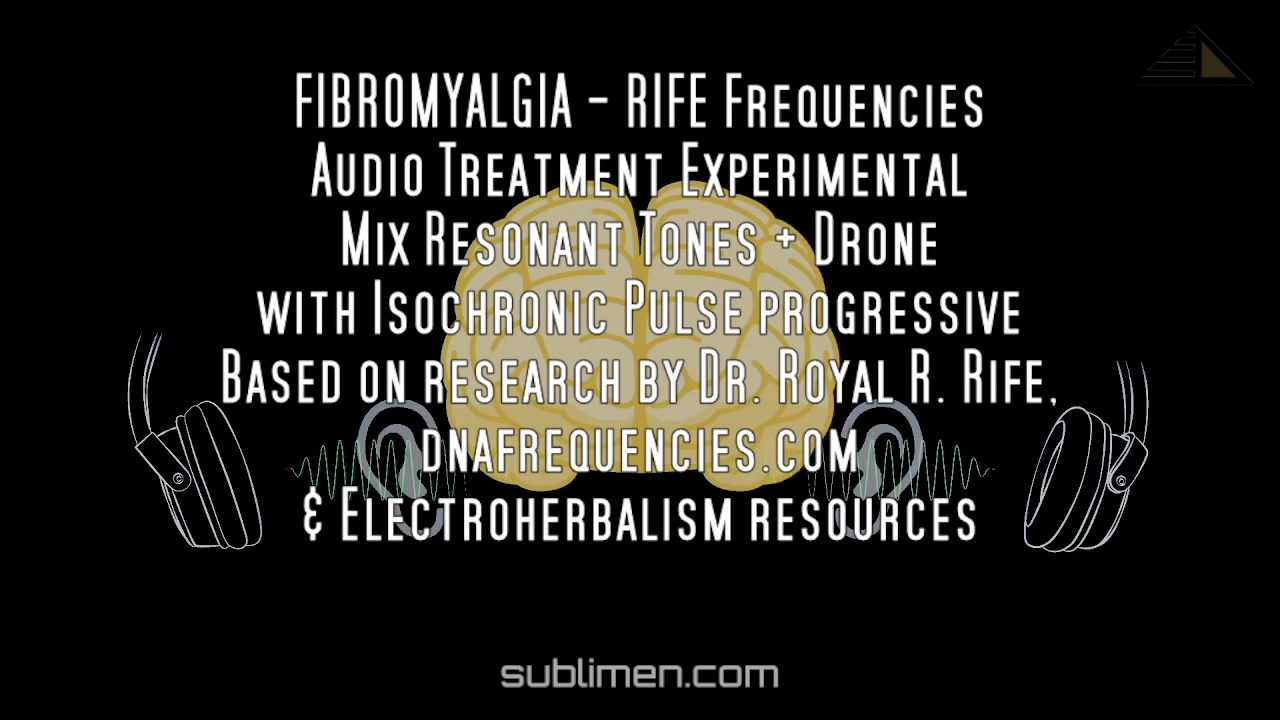 FIBROMYALGIA - RIFE Frequencies
Audio Treatment Experimental
Mix Resonant Tones + Drone
with Isochronic Pulse progressive
Based on research by Dr. Royal R. Rife,
dnafrequencies.com
& Electroherbalism resources
sublimen.com